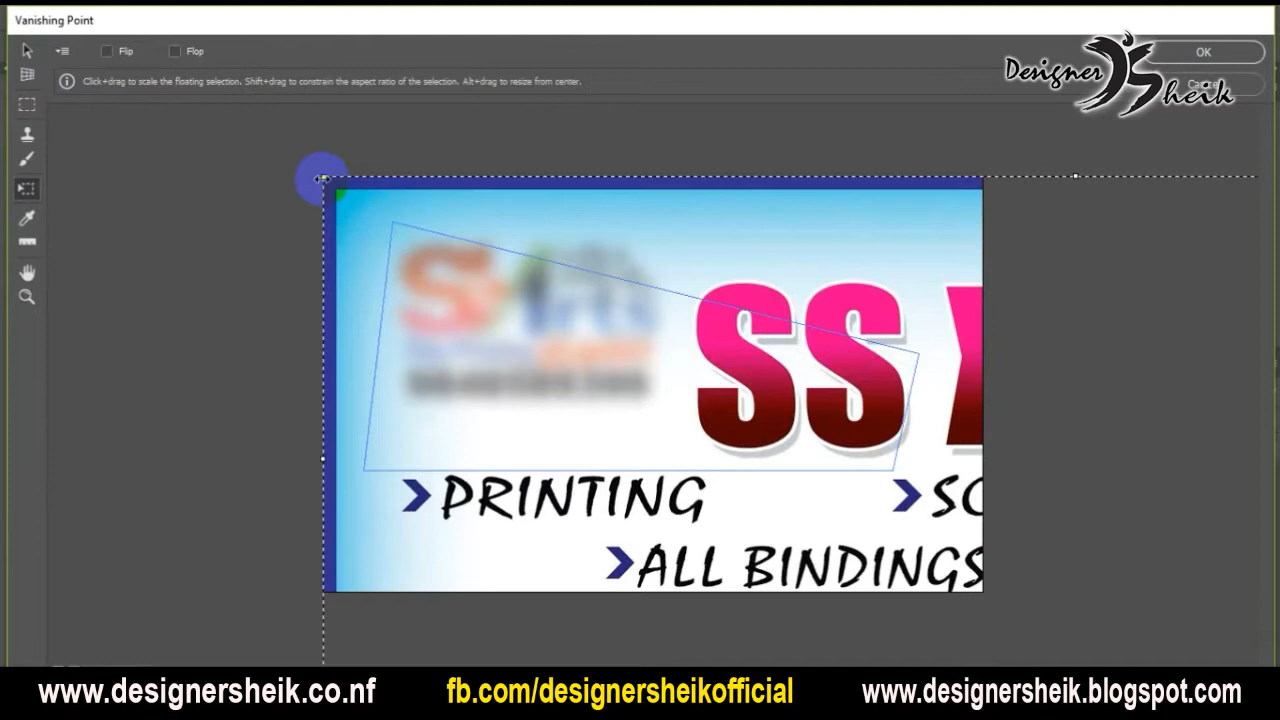 Vanishing Point
Flip
Flop
OK
Click+drag to scale the floating selection. Shift+drag to constrain the aspect ratio of the selection. Alt+drag to resize from center.
Designer Sheik
SS
PRINTING
ALL BINDINGS
www.designersheik.co.nf
fb.com/designersheikofficial
www.designersheik.blogspot.com